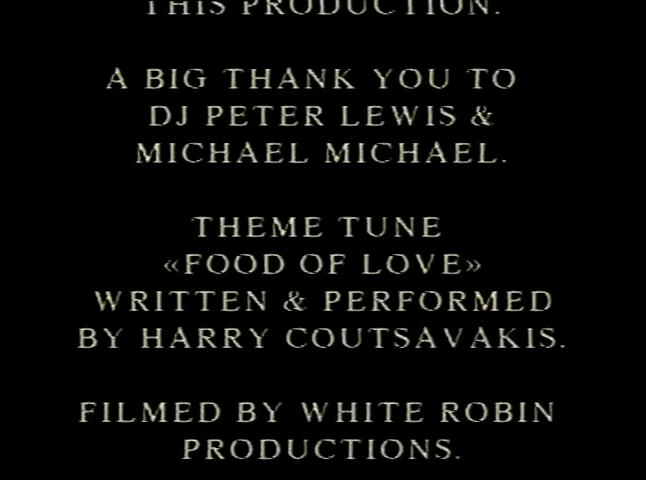 THIS PRODUCTION.
A BIG THANK YOU TO
DJ PETER LEWIS &
MICHAEL MICHAEL.
THEME TUNE
«FOOD OF LOVE»
WRITTEN & PERFORMED
BY HARRY COUTSAVAKIS.
FILMED BY WHITE ROBIN
PRODUCTIONS.